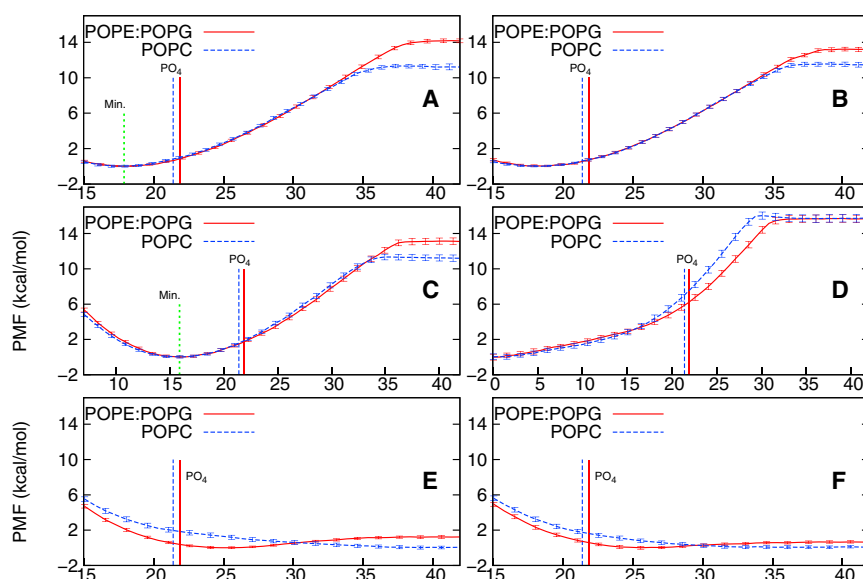 POPE:POPG
POPC
PO4
Min.
A
14
10
6
2
−2
15 20 25 30 35 40
POPE:POPG
POPC
PO4
B
14
10
6
2
−2
15 20 25 30 35 40
PMF (kcal/mol)
POPE:POPG
POPC
PO4
Min.
C
14
10
6
2
−2
10 15 20 25 30 35 40
POPE:POPG
POPC
PO4
D
14
10
6
2
−2
0 5 10 15 20 25 30 35 40
PMF (kcal/mol)
POPE:POPG
POPC
PO4
E
14
10
6
2
−2
15 20 25 30 35 40
POPE:POPG
POPC
PO4
F
14
10
6
2
−2
15 20 25 30 35 40